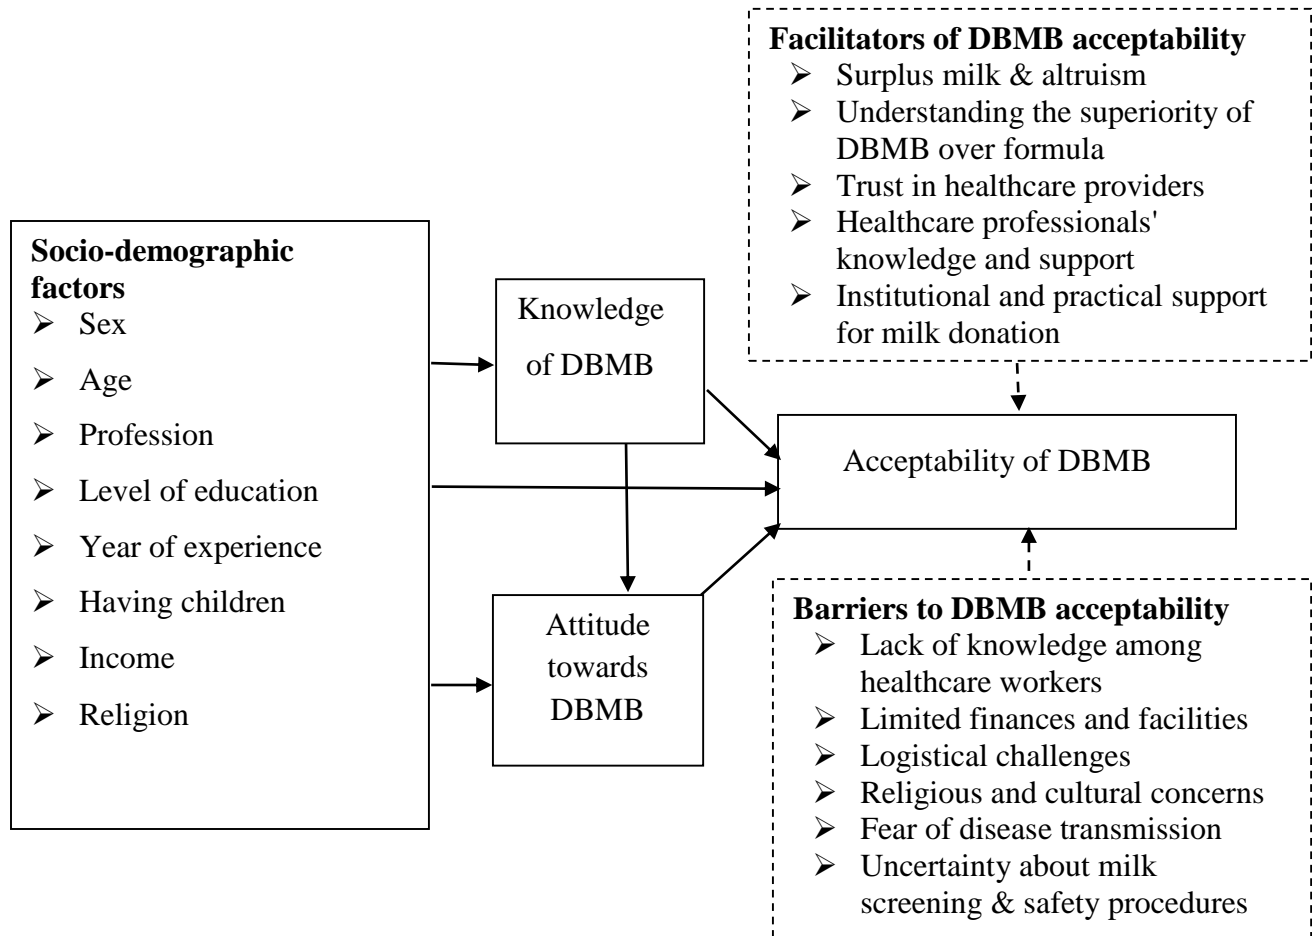 Facilitators of DBMB acceptability
➢ Surplus milk & altruism
➢ Understanding the superiority of
DBMB over formula
➢ Trust in healthcare providers
➢ Healthcare professionals'
knowledge and support
➢ Institutional and practical support
for milk donation
Socio-demographic
factors
➢ Sex
➢ Age
➢ Profession
➢ Level of education
➢ Year of experience
➢ Having children
➢ Income
➢ Religion
Knowledge
of DBMB
Acceptability of DBMB
Attitude
towards
DBMB
Barriers to DBMB acceptability
➢ Lack of knowledge among
healthcare workers
➢ Limited finances and facilities
➢ Logistical challenges
➢ Religious and cultural concerns
➢ Fear of disease transmission
➢ Uncertainty about milk
screening & safety procedures